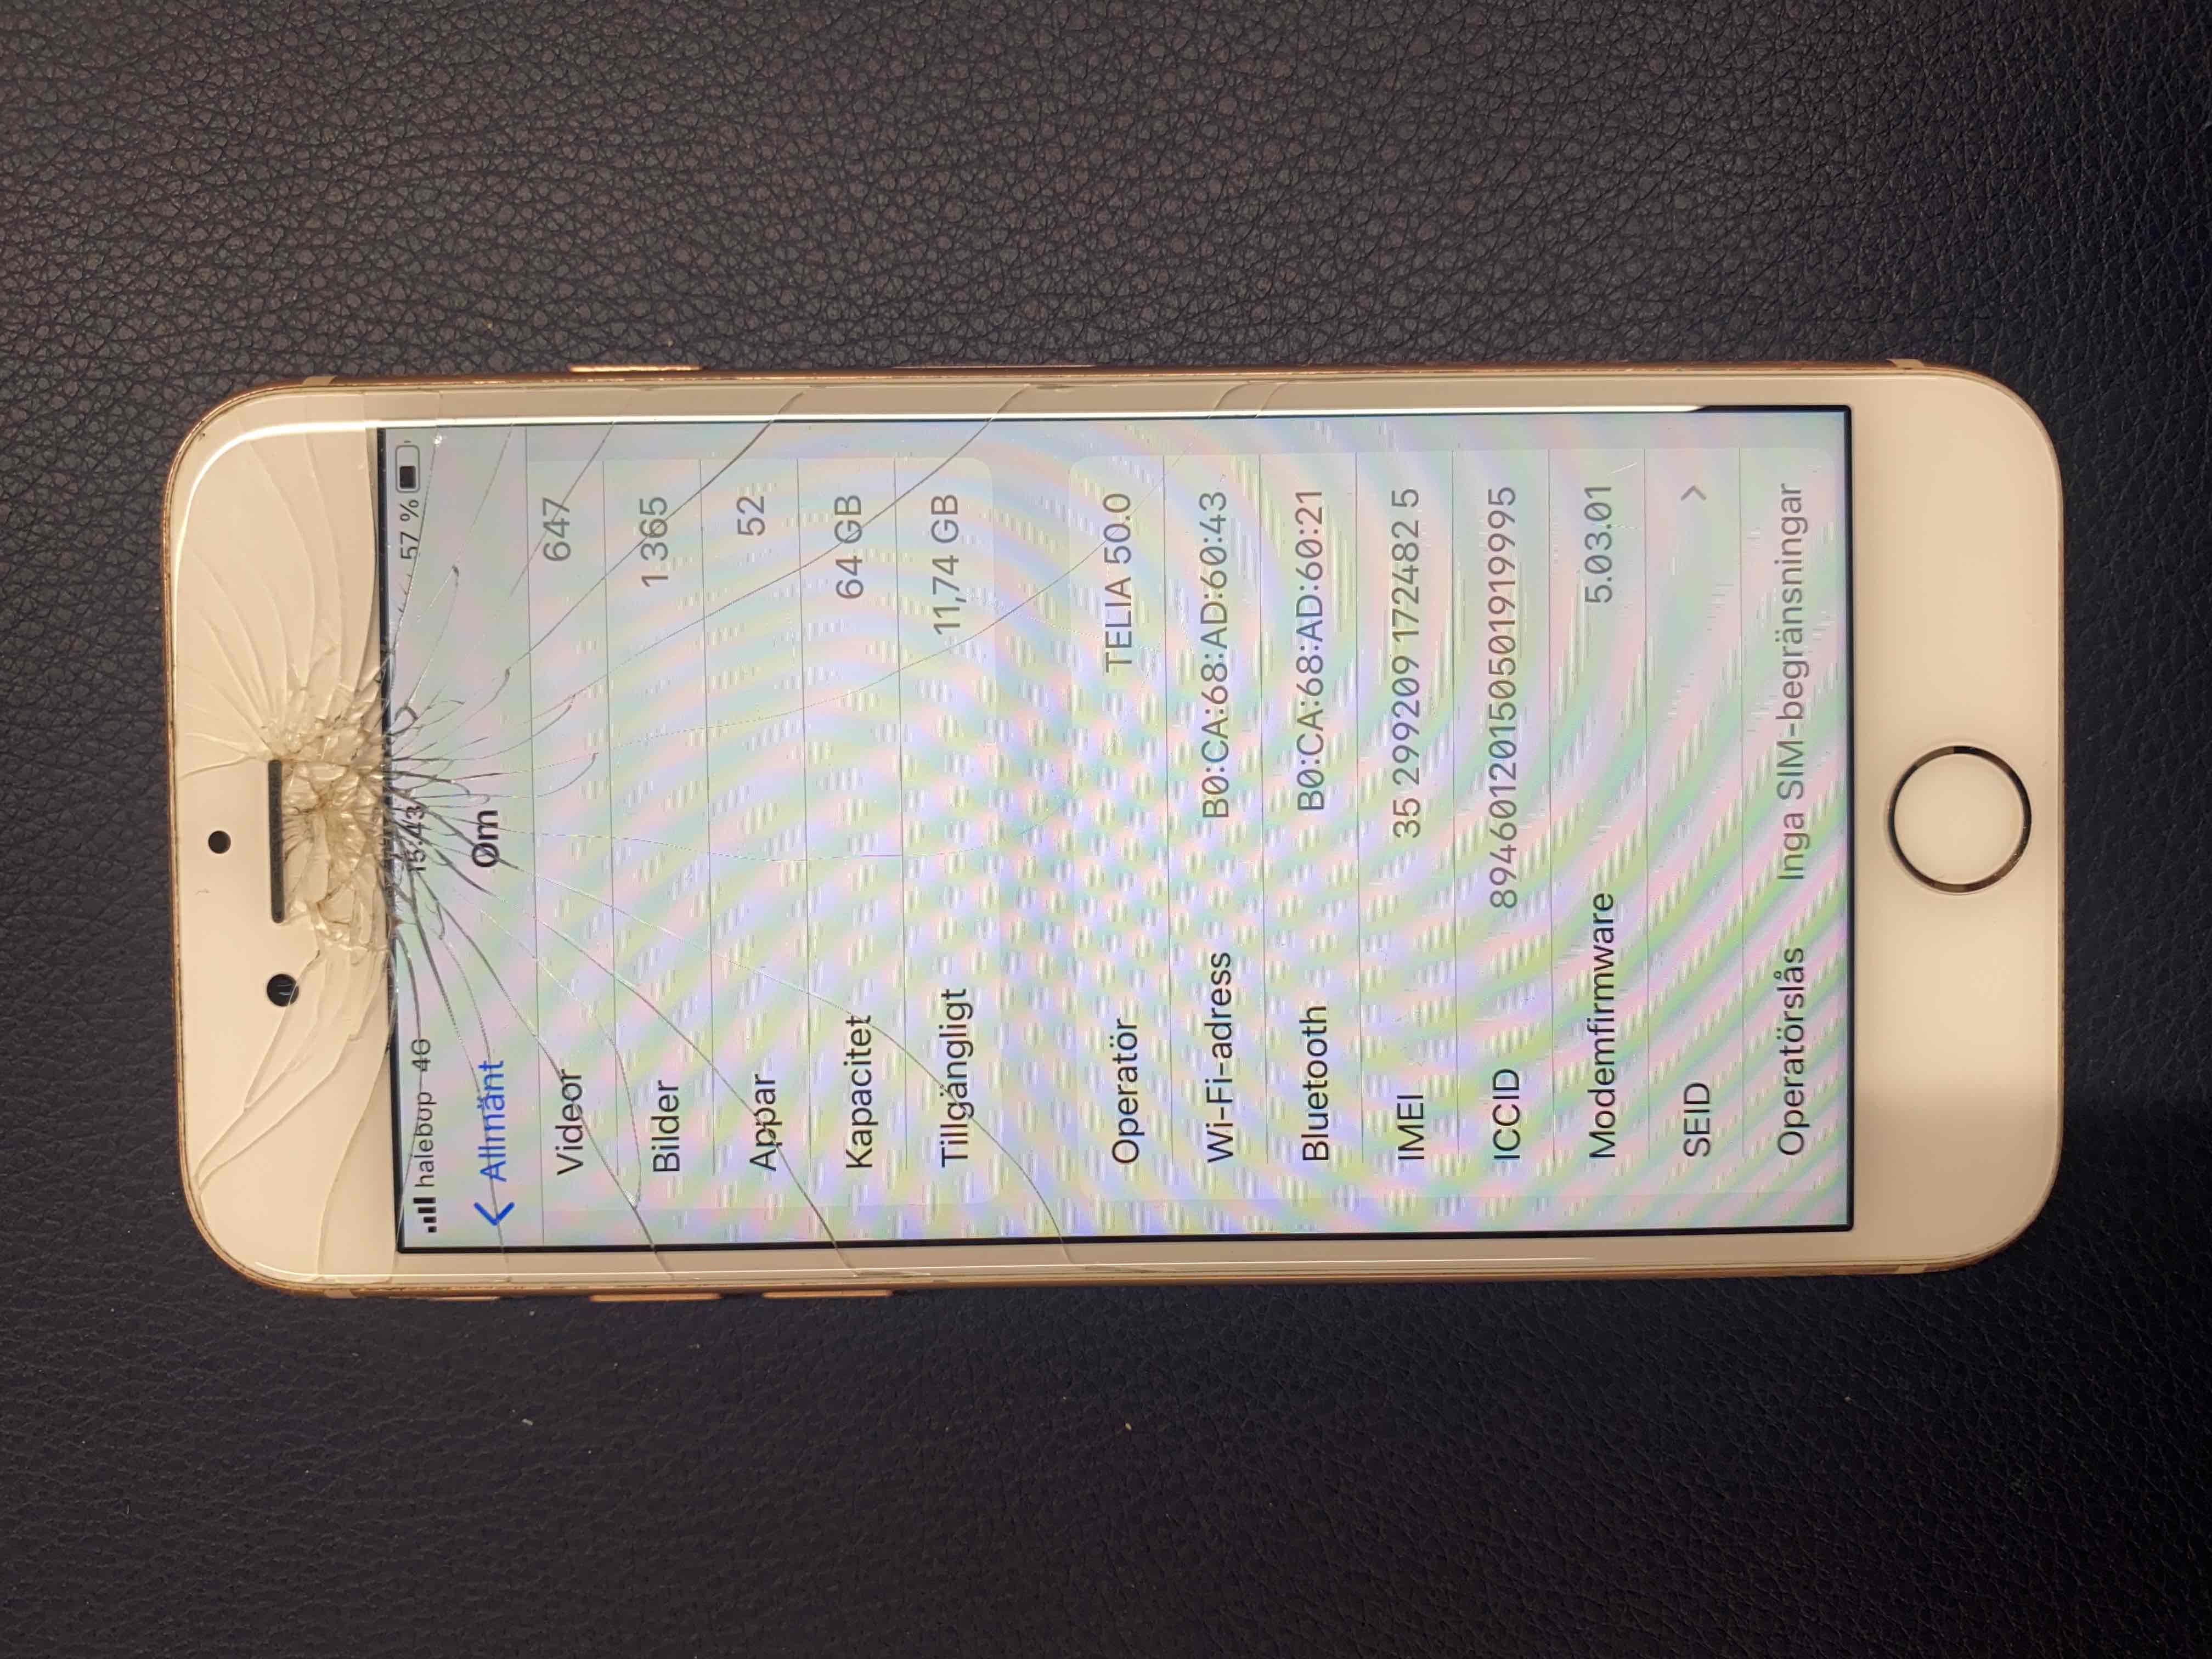 halebop 4G 15:43 57 %
Allmänt Om
Videor 647
Bilder 1 365
Appar 52
Kapacitet 64 GB
Tillgängligt 11,74 GB
Operatör TELIA 50.0
Wi-Fi-adress B0:CA:68:AD:60:43
Bluetooth B0:CA:68:AD:60:21
IMEI 35 299209 172482 5
ICCID 89460120150501919995
Modemfirmware 5.03.01
SEID
Operatörslås Inga SIM-begränsningar